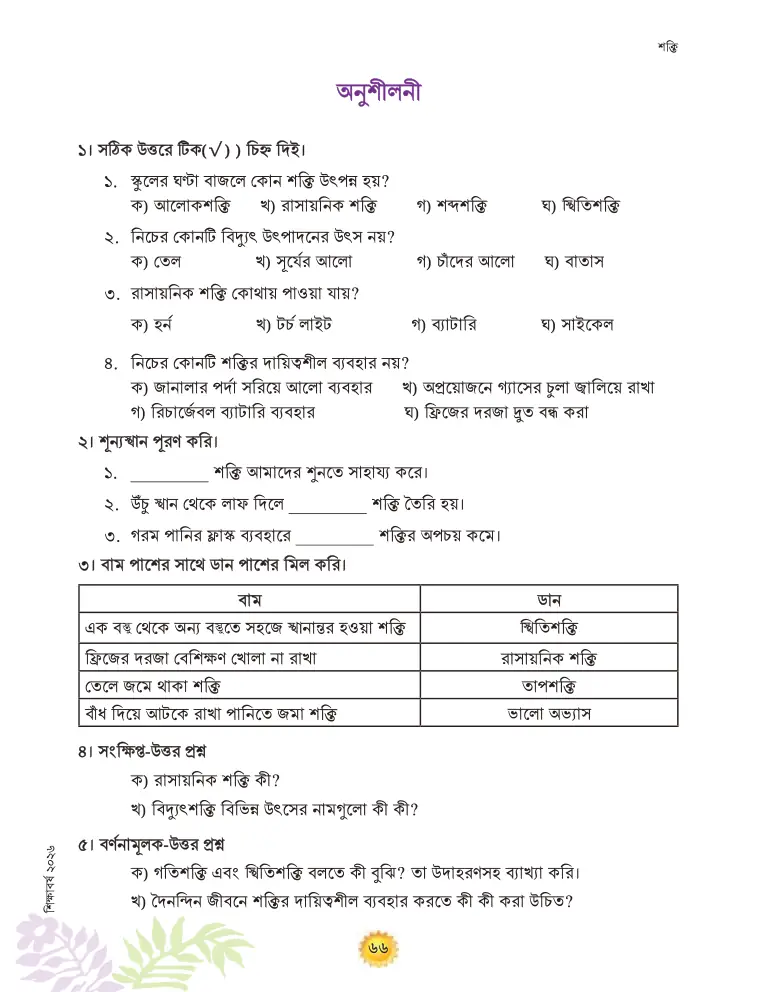 শক্তি
অনুশীলনী
১। সঠিক উত্তরে টিক(√) ) চিহ্ন দিই।
১. স্কুলের ঘণ্টা বাজলে কোন শক্তি উৎপন্ন হয়?
ক) আলোকশক্তি খ) রাসায়নিক শক্তি গ) শব্দশক্তি ঘ) স্থিতিশক্তি
২. নিচের কোনটি বিদ্যুৎ উৎপাদনের উৎস নয়?
ক) তেল খ) সূর্যের আলো গ) চাঁদের আলো ঘ) বাতাস
৩. রাসায়নিক শক্তি কোথায় পাওয়া যায়?
ক) হর্ন খ) টর্চ লাইট গ) ব্যাটারি ঘ) সাইকেল
৪. নিচের কোনটি শক্তির দায়িত্বশীল ব্যবহার নয়?
ক) জানালার পর্দা সরিয়ে আলো ব্যবহার খ) অপ্রয়োজনে গ্যাসের চুলা জ্বালিয়ে রাখা
গ) রিচার্জেবল ব্যাটারি ব্যবহার ঘ) ফ্রিজের দরজা দ্রুত বন্ধ করা
২। শূন্যস্থান পূরণ করি।
১. _________ শক্তি আমাদের শুনতে সাহায্য করে।
২. উঁচু স্থান থেকে লাফ দিলে _________ শক্তি তৈরি হয়।
৩. গরম পানির ফ্লাস্ক ব্যবহারে _________ শক্তির অপচয় কমে।
৩। বাম পাশের সাথে ডান পাশের মিল করি।
বাম ডান
এক বস্তু থেকে অন্য বস্তুতে সহজে স্থানান্তর হওয়া শক্তি স্থিতিশক্তি
ফ্রিজের দরজা বেশিক্ষণ খোলা না রাখা রাসায়নিক শক্তি
তেলে জমে থাকা শক্তি তাপশক্তি
বাঁধ দিয়ে আটকে রাখা পানিতে জমা শক্তি ভালো অভ্যাস
৪। সংক্ষিপ্ত-উত্তর প্রশ্ন
ক) রাসায়নিক শক্তি কী?
খ) বিদ্যুৎশক্তি বিভিন্ন উৎসের নামগুলো কী কী?
৫। বর্ণনামূলক-উত্তর প্রশ্ন
ক) গতিশক্তি এবং স্থিতিশক্তি বলতে কী বুঝি? তা উদাহরণসহ ব্যাখ্যা করি।
খ) দৈনন্দিন জীবনে শক্তির দায়িত্বশীল ব্যবহার করতে কী কী করা উচিত?
শিক্ষাবর্ষ ২০২৬
৬৬